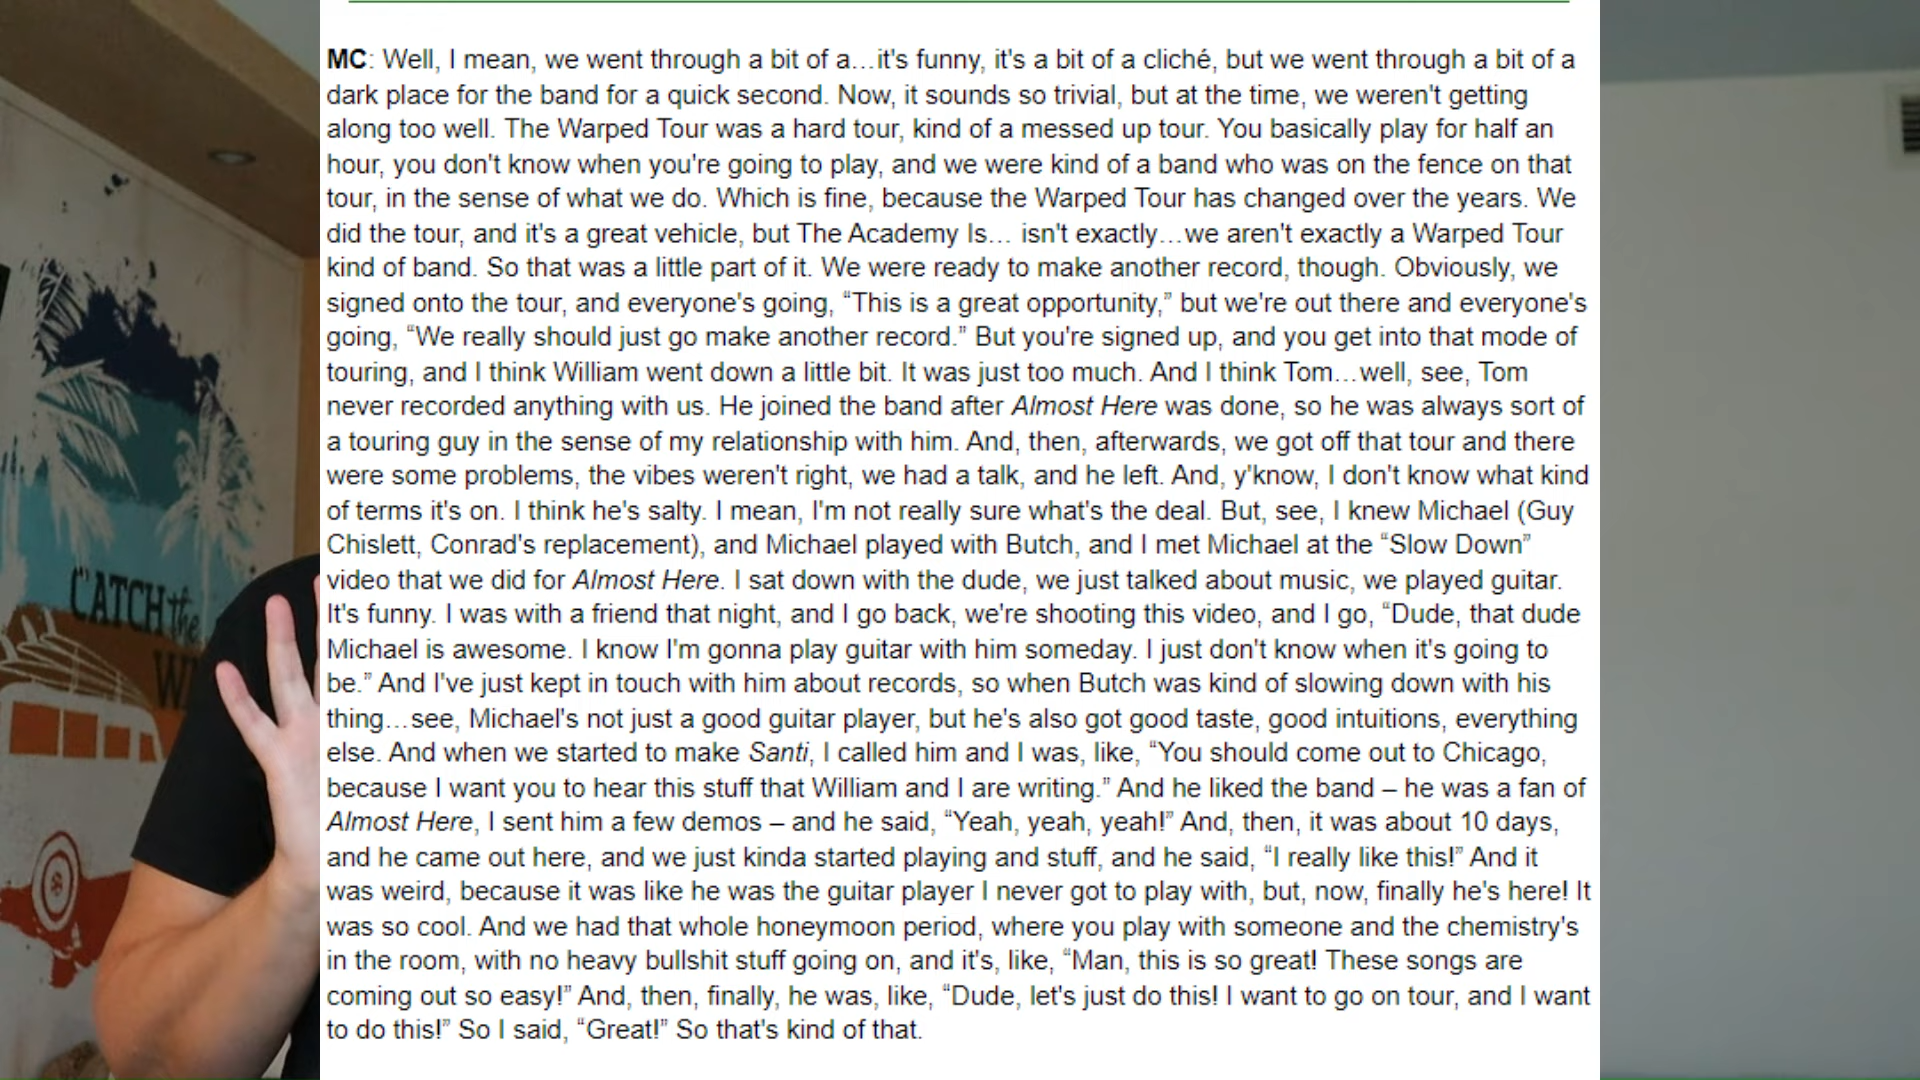 MC: Well, I mean, we went through a bit of a…it's funny, it's a bit of a cliché, but we went through a bit of a
dark place for the band for a quick second. Now, it sounds so trivial, but at the time, we weren't getting
along too well. The Warped Tour was a hard tour, kind of a messed up tour. You basically play for half an
hour, you don't know when you're going to play, and we were kind of a band who was on the fence on that
tour, in the sense of what we do. Which is fine, because the Warped Tour has changed over the years. We
did the tour, and it's a great vehicle, but The Academy Is… isn't exactly…we aren't exactly a Warped Tour
kind of band. So that was a little part of it. We were ready to make another record, though. Obviously, we
signed onto the tour, and everyone's going, “This is a great opportunity,” but we're out there and everyone's
going, “We really should just go make another record.” But you're signed up, and you get into that mode of
touring, and I think William went down a little bit. It was just too much. And I think Tom…well, see, Tom
never recorded anything with us. He joined the band after Almost Here was done, so he was always sort of
a touring guy in the sense of my relationship with him. And, then, afterwards, we got off that tour and there
were some problems, the vibes weren't right, we had a talk, and he left. And, y'know, I don't know what kind
of terms it's on. I think he's salty. I mean, I'm not really sure what's the deal. But, see, I knew Michael (Guy
Chislett, Conrad's replacement), and Michael played with Butch, and I met Michael at the “Slow Down”
video that we did for Almost Here. I sat down with the dude, we just talked about music, we played guitar.
It's funny. I was with a friend that night, and I go back, we're shooting this video, and I go, “Dude, that dude
Michael is awesome. I know I'm gonna play guitar with him someday. I just don't know when it's going to
be.” And I've just kept in touch with him about records, so when Butch was kind of slowing down with his
thing…see, Michael's not just a good guitar player, but he's also got good taste, good intuitions, everything
else. And when we started to make Santi, I called him and I was, like, “You should come out to Chicago,
because I want you to hear this stuff that William and I are writing.” And he liked the band – he was a fan of
Almost Here, I sent him a few demos – and he said, “Yeah, yeah, yeah!” And, then, it was about 10 days,
and he came out here, and we just kinda started playing and stuff, and he said, “I really like this!” And it
was weird, because it was like he was the guitar player I never got to play with, but, now, finally he's here! It
was so cool. And we had that whole honeymoon period, where you play with someone and the chemistry's
in the room, with no heavy bullshit stuff going on, and it's, like, “Man, this is so great! These songs are
coming out so easy!” And, then, finally, he was, like, “Dude, let's just do this! I want to go on tour, and I want
to do this!” So I said, “Great!” So that's kind of that.
CATCH the